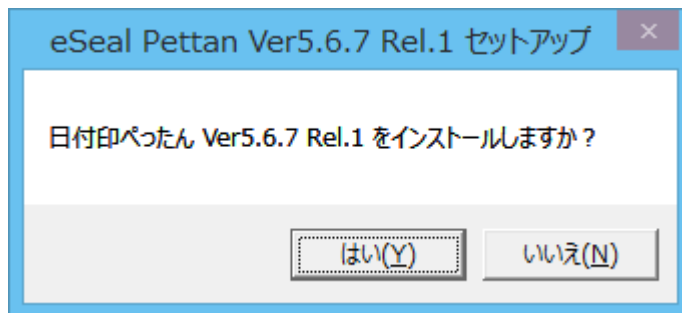 eSeal Pettan Ver5.6.7 Rel.1 セットアップ
日付印ぺったん Ver5.6.7 Rel.1 をインストールしますか？
はい(Y)
いいえ(N)